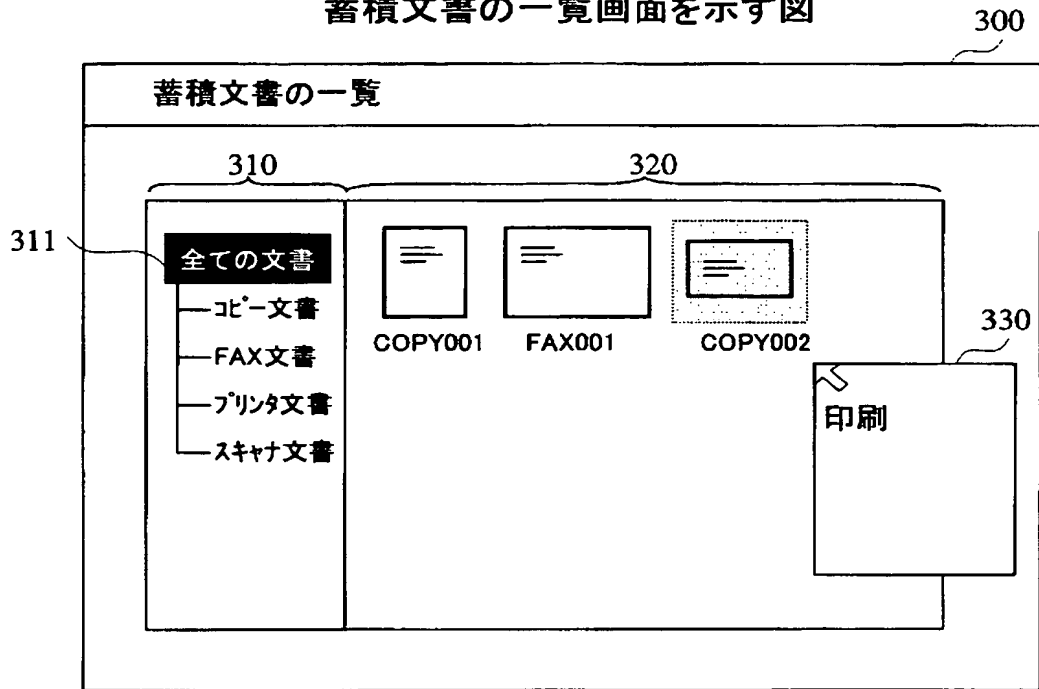 蓄積文書の一覧画面を示す図
300
蓄積文書の一覧
310
320
311
全ての文書
コピー文書
FAX文書
プリンタ文書
スキャナ文書
COPY001
FAX001
COPY002
330
印刷